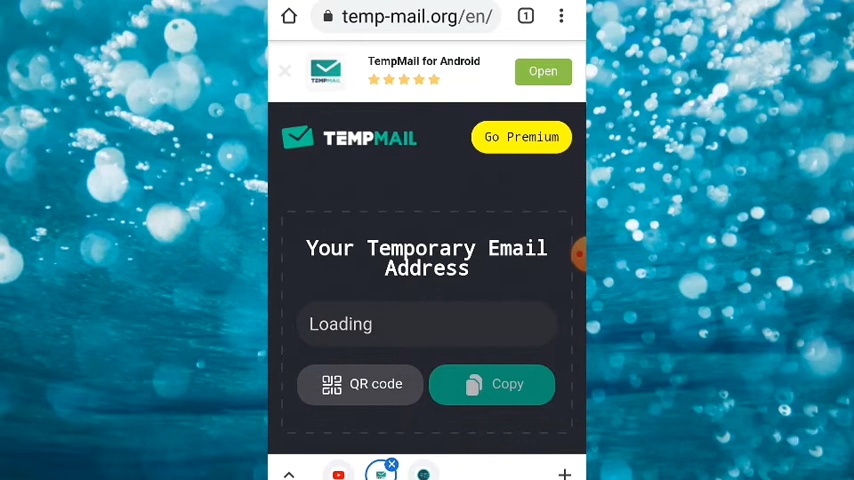 temp-mail.org/en/
1
TempMail for Android
TEMPMAIL
Open
TEMPMAIL
Go Premium
Your Temporary Email
Address
Loading
QR code
Copy